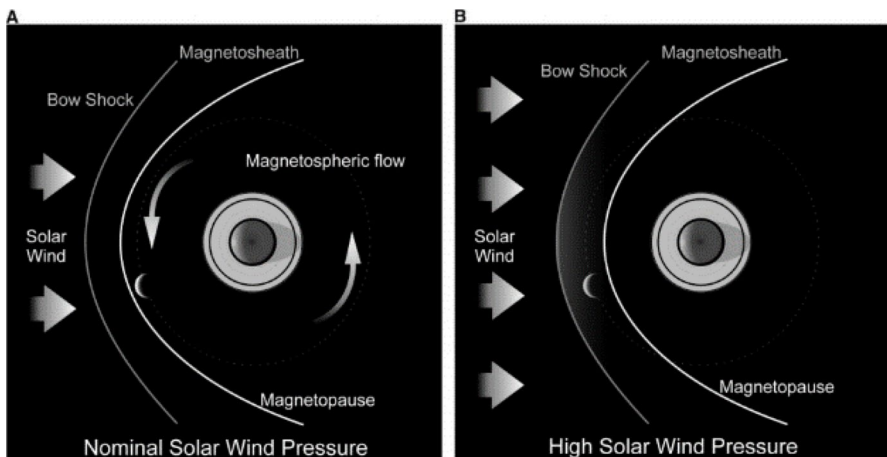 A
Magnetosheath
Bow Shock
Magnetospheric flow
Solar
Wind
Magnetopause
Nominal Solar Wind Pressure
B
Magnetosheath
Bow Shock
Solar
Wind
Magnetopause
High Solar Wind Pressure